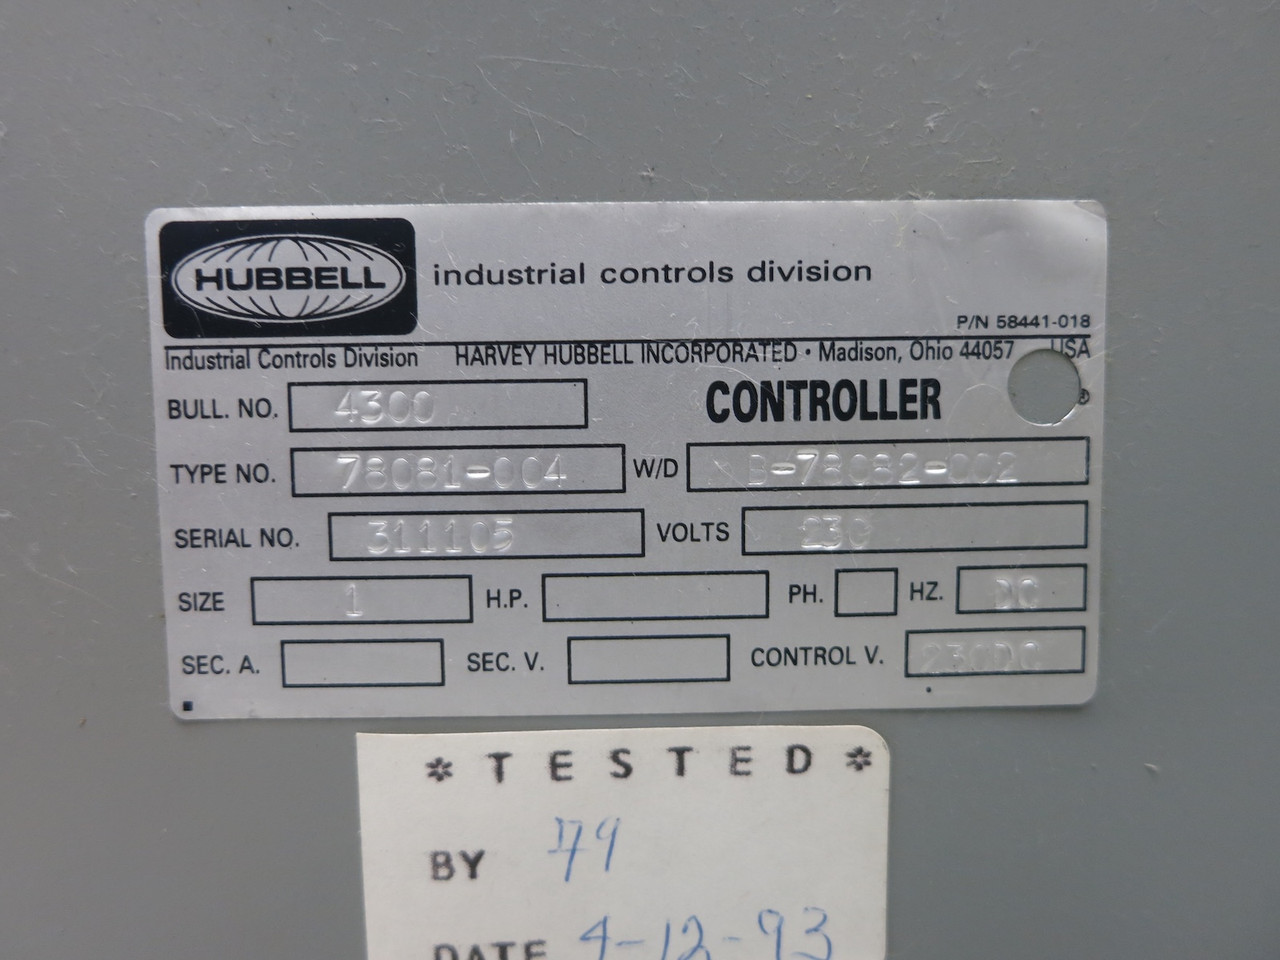 HUBBELL industrial controls division
P/N 58441-018
Industrial Controls Division HARVEY HUBBELL INCORPORATED · Madison, Ohio 44057 USA
BULL. NO. 4300 CONTROLLER ®
TYPE NO. 78081-004 W/D B-78082-002
SERIAL NO. 311105 VOLTS 230
SIZE 1 H.P. PH. HZ. DC
SEC. A. SEC. V. CONTROL V. 230DC
* T E S T E D *
BY
DATE 4-12-93